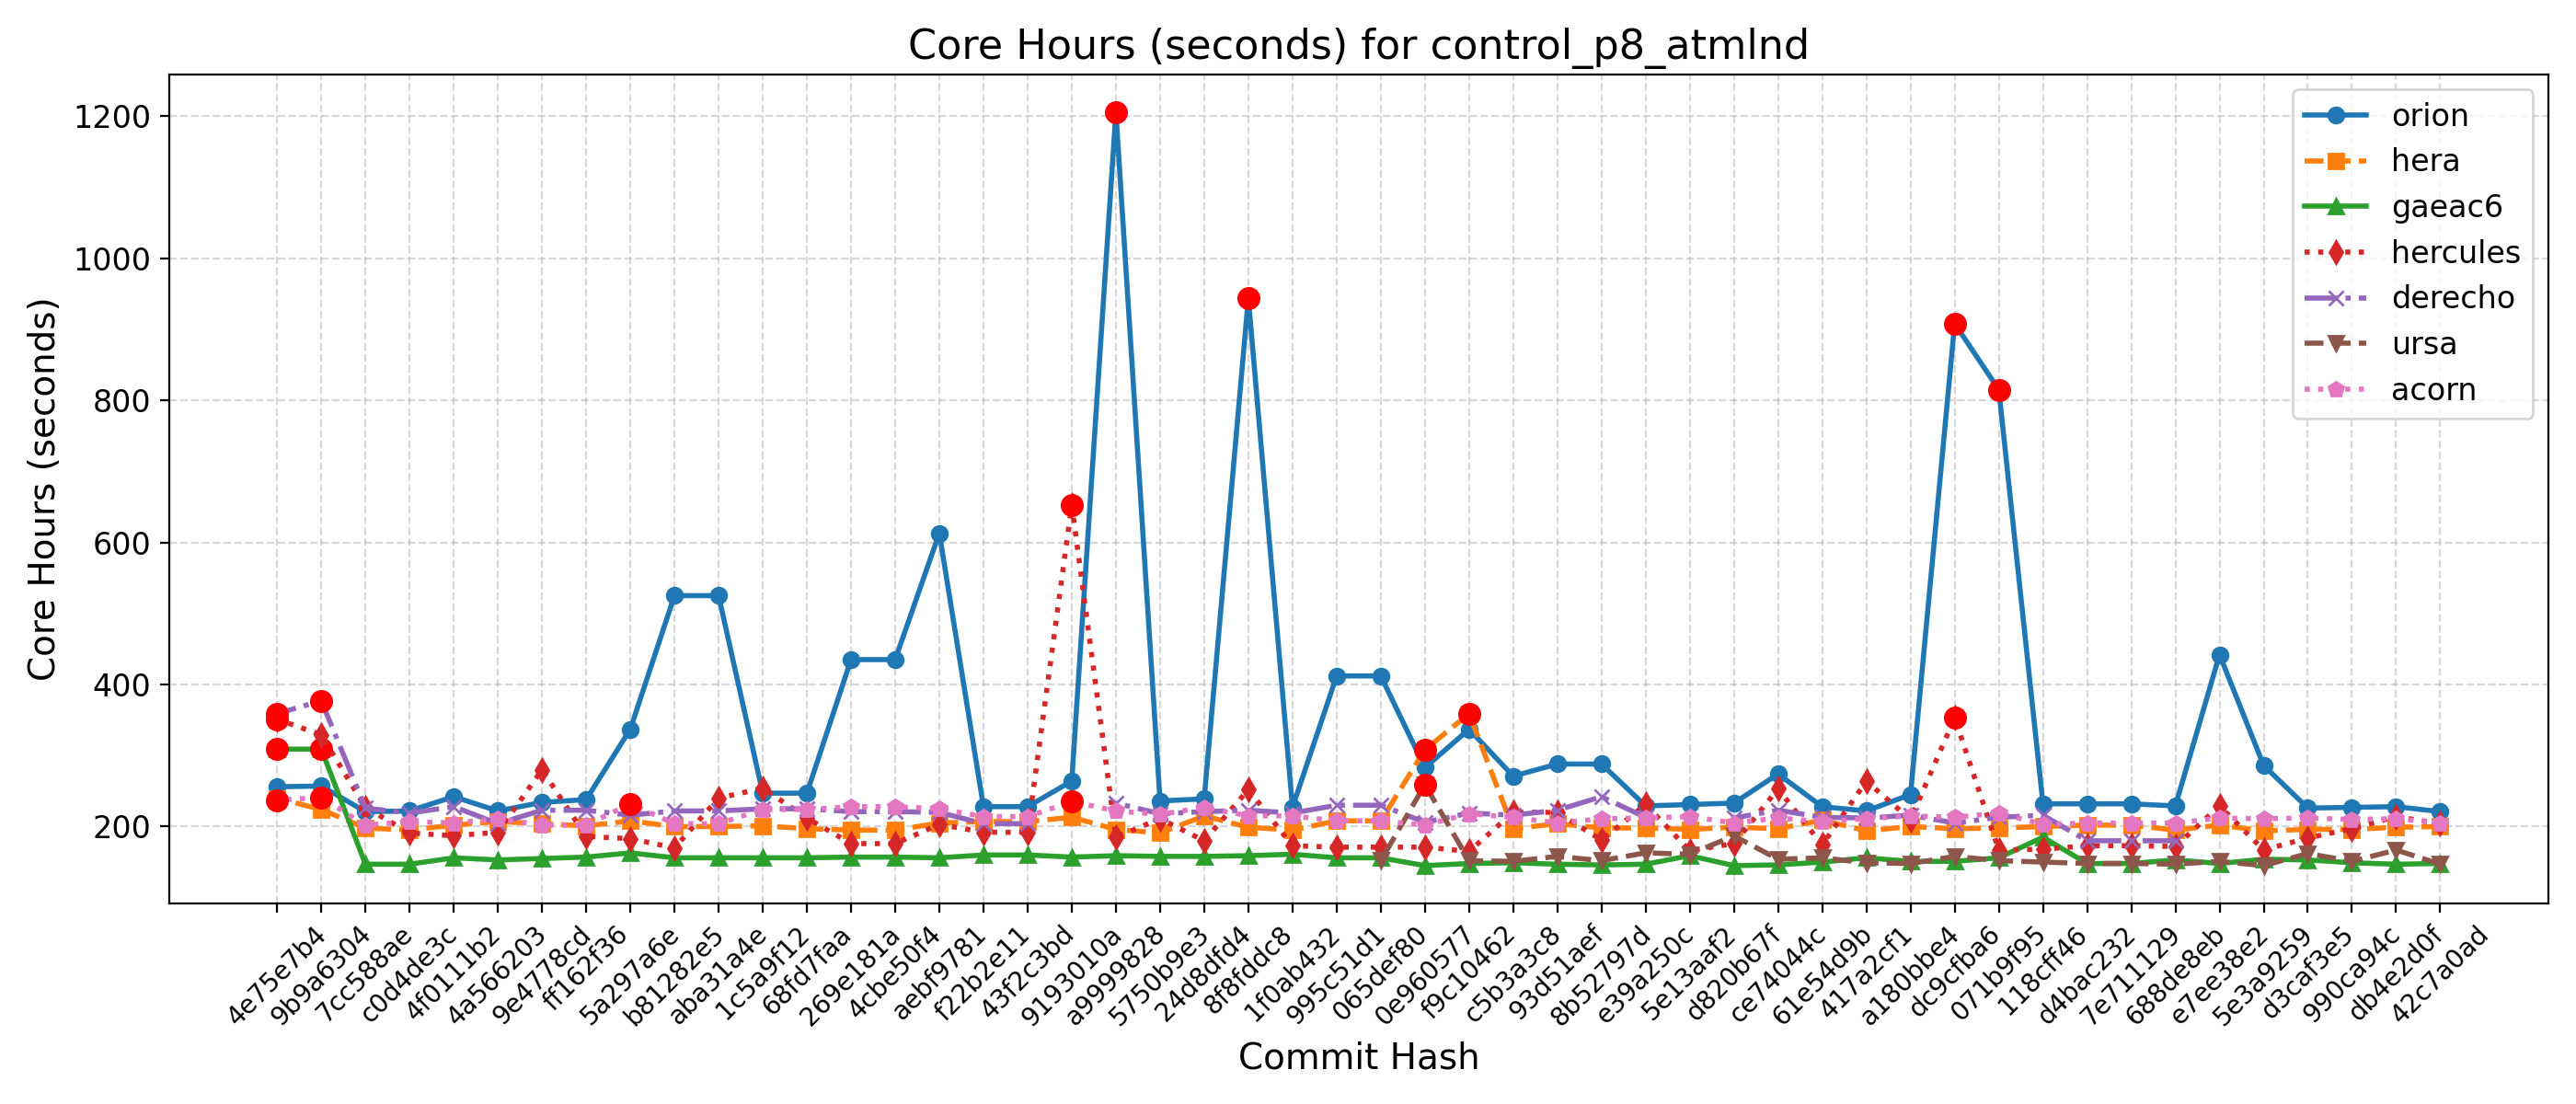 Core Hours (seconds) for control_p8_atmlnd
Core Hours (seconds)
1200
1000
800
600
400
200
orion
hera
gaeac6
hercules
derecho
ursa
acorn
4e75e7b4
9b9a6304
7cc588ae
c0d4de3c
4f0111b2
4a566203
9e4778cd
ff162f36
5a297a6e
b81282e5
aba31a4e
1c5a9f12
68fd7faa
269e181a
4cbe50f4
aebf9781
f22b2e11
43f2c3bd
9193010a
a9999828
5750b9e3
24d8dfd4
8f8fddc8
1f0ab432
995c51d1
065def80
0e960577
f9c10462
c5b3a3c8
93d51aef
8b52797d
e39a250c
5e13aaf2
d820b67f
ce74044c
61e54d9b
417a2cf1
a180bbe4
dc9cfba6
071b9f95
118cff46
d4bac232
7e711129
688de8eb
e7ee38e2
5e3a9259
d3caf3e5
990ca94c
db4e2d0f
42c7a0ad
Commit Hash